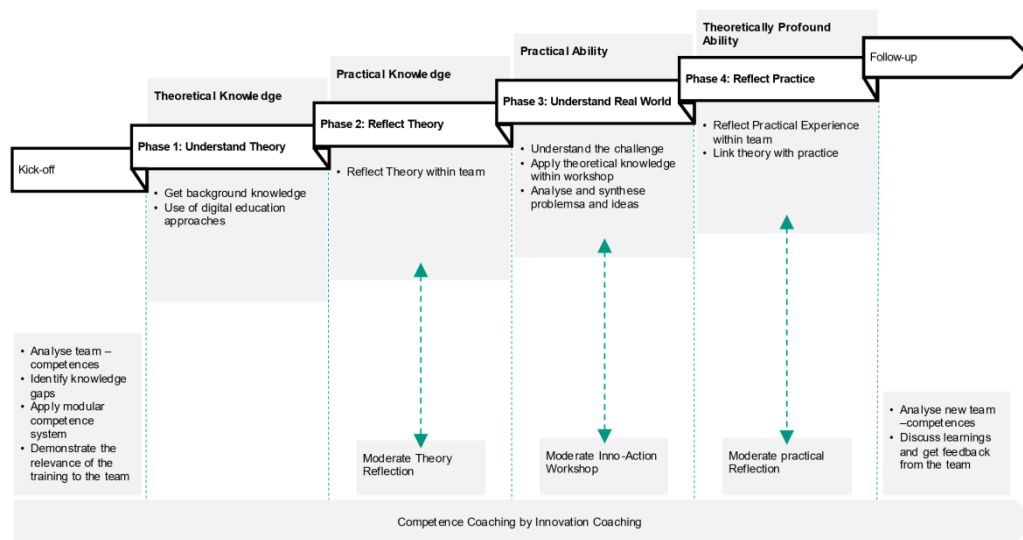 Theoretically Profound
Ability
Follow-up
Practical Ability
Phase 4: Reflect Practice
Practical Knowledge
Phase 3: Understand Real World
Theoretical Knowledge
Phase 2: Reflect Theory
Phase 1: Understand Theory
Kick-off
• Get background knowledge
• Use of digital education
approaches
• Reflect Theory within team
• Understand the challenge
• Apply theoretical knowledge
within workshop
• Analyse and synthese
problemsa and ideas
• Reflect Practical Experience
within team
• Link theory with practice
• Analyse team –
competences
• Identify knowledge
gaps
• Apply modular
competence
system
• Demonstrate the
relevance of the
training to the team
Moderate Theory
Reflection
Moderate Inno-Action
Workshop
Moderate practical
Reflection
• Analyse new team
–competences
• Discuss learnings
and get feedback
from the team
Competence Coaching by Innovation Coaching